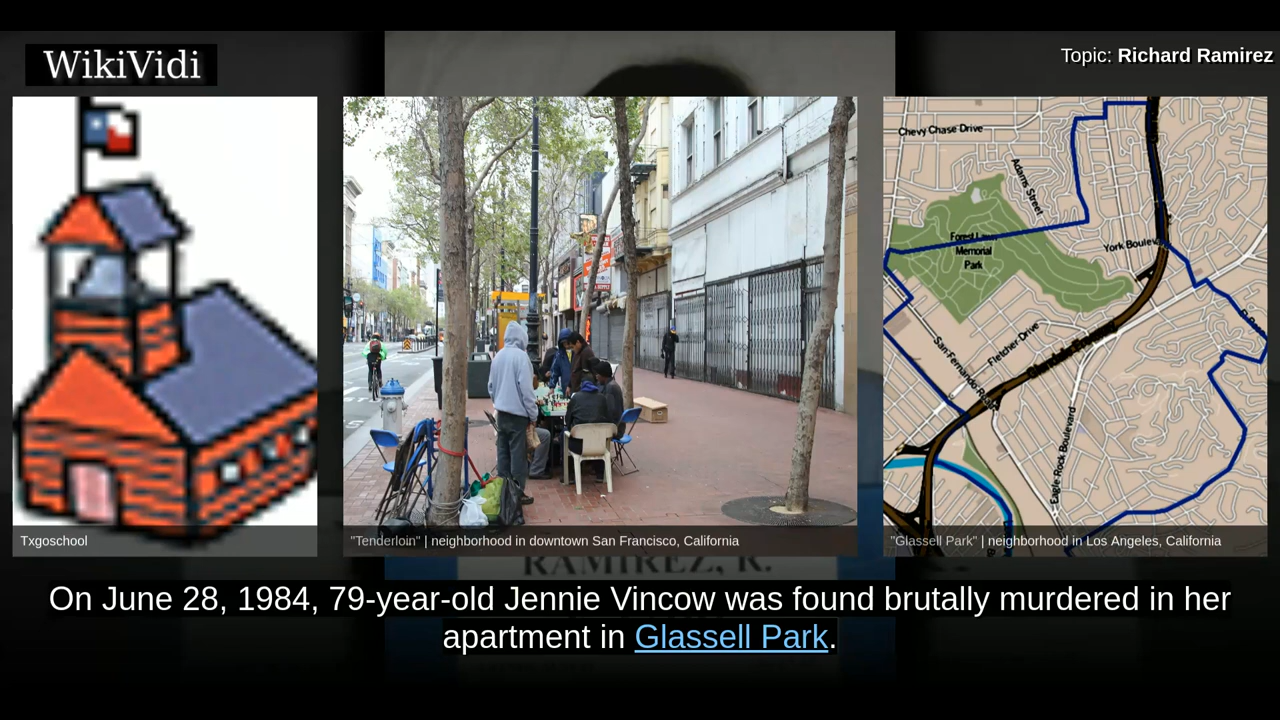 WikiVidi
Topic: Richard Ramirez
Chevy Chase Drive
Adams Street
Forest Lawn
Memorial
Park
York Boulevard
San Fernando Road
Fletcher Drive
Eagle Rock Boulevard
Txgoschool
"Tenderloin" | neighborhood in downtown San Francisco, California
"Glassell Park" | neighborhood in Los Angeles, California
RAMIREZ, R.
On June 28, 1984, 79-year-old Jennie Vincow was found brutally murdered in her
apartment in Glassell Park.